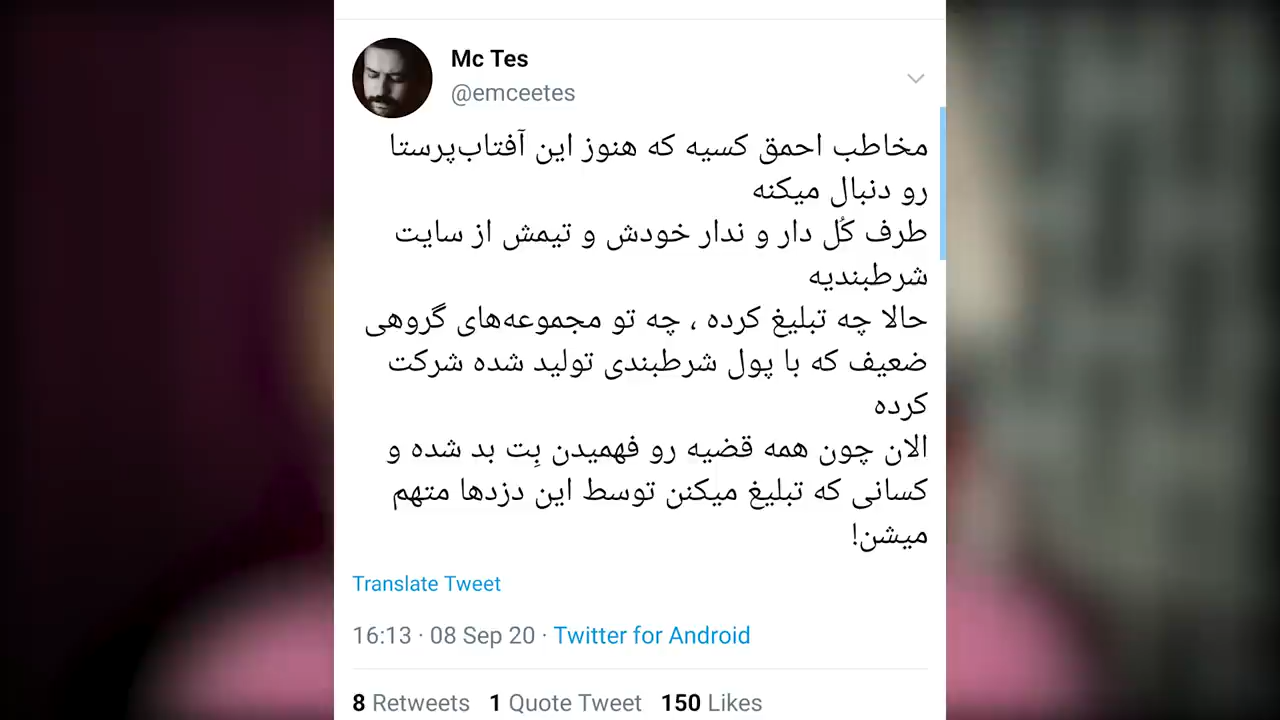 Mc Tes
@emceetes
مخاطب احمق کسیه که هنوز این آفتاب‌پرستا
رو دنبال میکنه
طرف کُل دار و ندار خودش و تیمش از سایت
شرطبندیه
حالا چه تبلیغ کرده ، چه تو مجموعه‌های گروهی
ضعیف که با پول شرطبندی تولید شده شرکت
کرده
الان چون همه قضیه رو فهمیدن بِت بد شده و
کسانی که تبلیغ میکنن توسط این دزدها متهم
میشن!
Translate Tweet
16:13 · 08 Sep 20 · Twitter for Android
8 Retweets 1 Quote Tweet 150 Likes